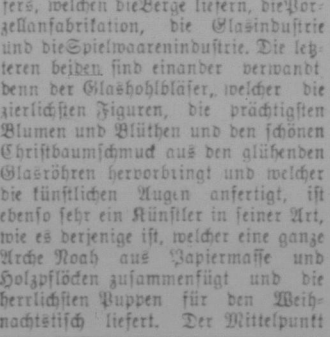 fers, welchen die Berge liefern, die Por-
zellanfabrikation, die Glasindustrie
und die Spielwaarenindustrie. Die letz-
teren beiden sind einander verwandt
denn der Glashohlbläser, welcher die
zierlichsten Figuren, die prächtigsten
Blumen und Blüthen und den schönen
Christbaumschmuck aus den glühenden
Glasröhren hervorbringt und welcher
die künstlichen Augen anfertigt, ist
ebenso sehr ein Künstler in seiner Art,
wie es derjenige ist, welcher eine ganze
Arche Noah aus Papiermasse und
Holzpflöcken zusammenfügt und die
herrlichsten Puppen für den Weih-
nachtstisch liefert. Der Mittelpunkt